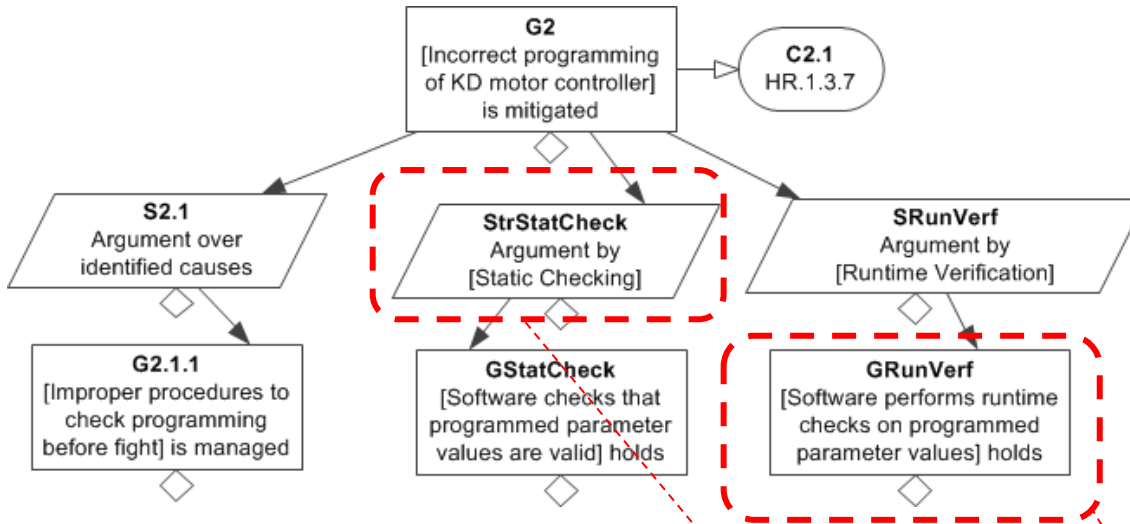 G2
[Incorrect programming
of KD motor controller]
is mitigated
C2.1
HR.1.3.7
S2.1
Argument over
identified causes
StrStatCheck
Argument by
[Static Checking]
SRunVerf
Argument by
[Runtime Verification]
G2.1.1
[Improper procedures to
check programming
before fight] is managed
GStatCheck
[Software checks that
programmed parameter
values are valid] holds
GRunVerf
[Software performs runtime
checks on programmed
parameter values] holds